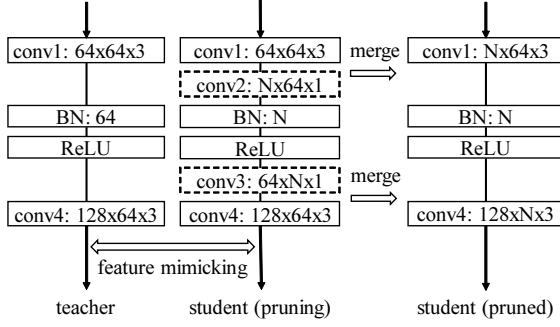 conv1: 64x64x3
conv1: 64x64x3
merge
conv1: Nx64x3
conv2: Nx64x1
BN: 64
BN: N
BN: N
ReLU
ReLU
ReLU
conv3: 64xNx1
merge
conv4: 128x64x3
conv4: 128x64x3
conv4: 128xNx3
feature mimicking
teacher
student (pruning)
student (pruned)